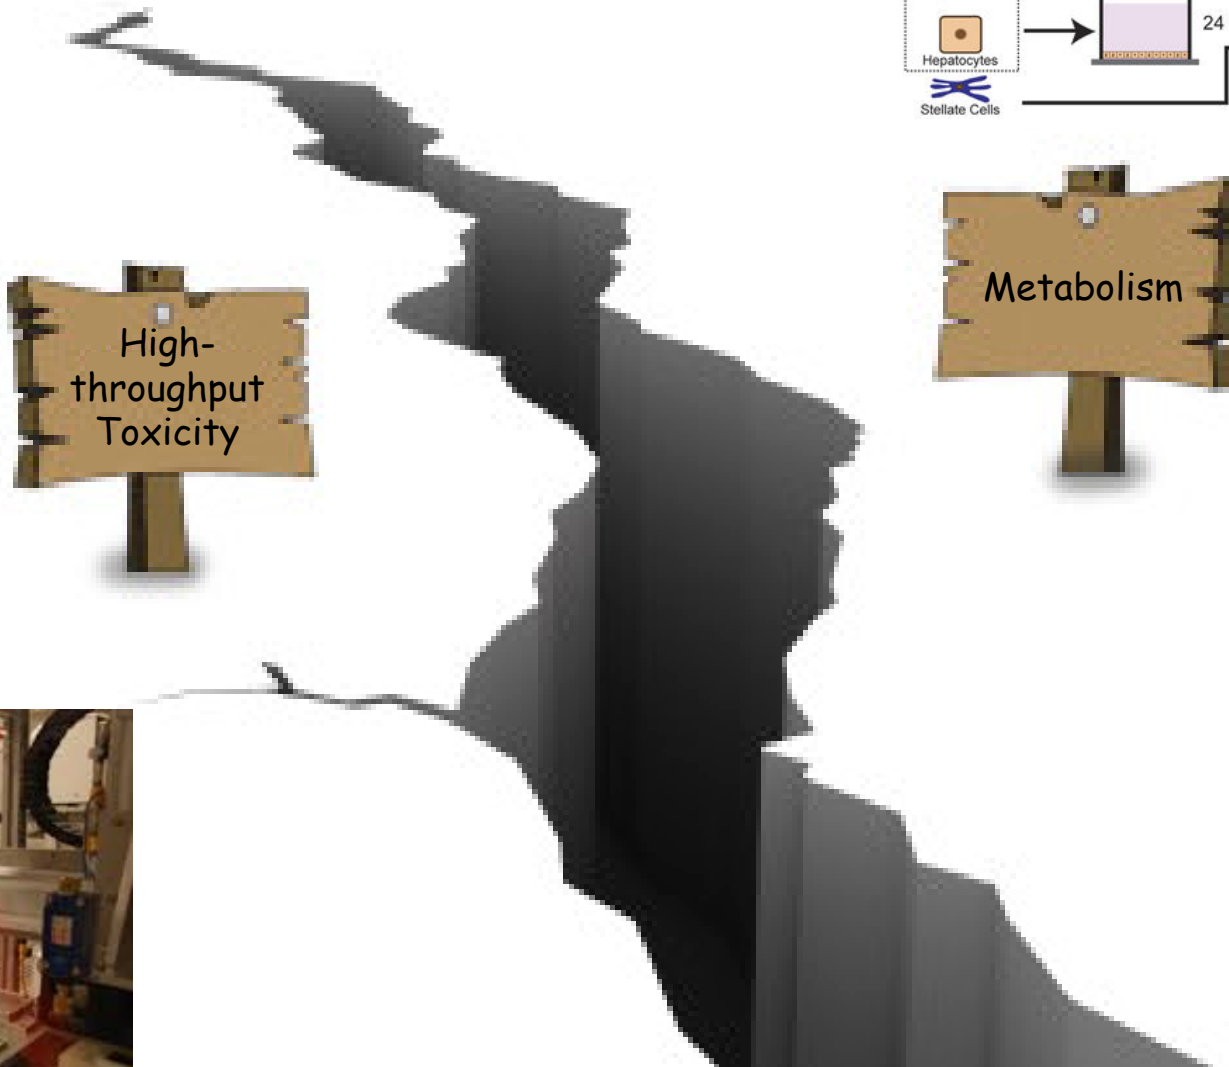 24
Hepatocytes
Stellate Cells
Metabolism
High-
throughput
Toxicity